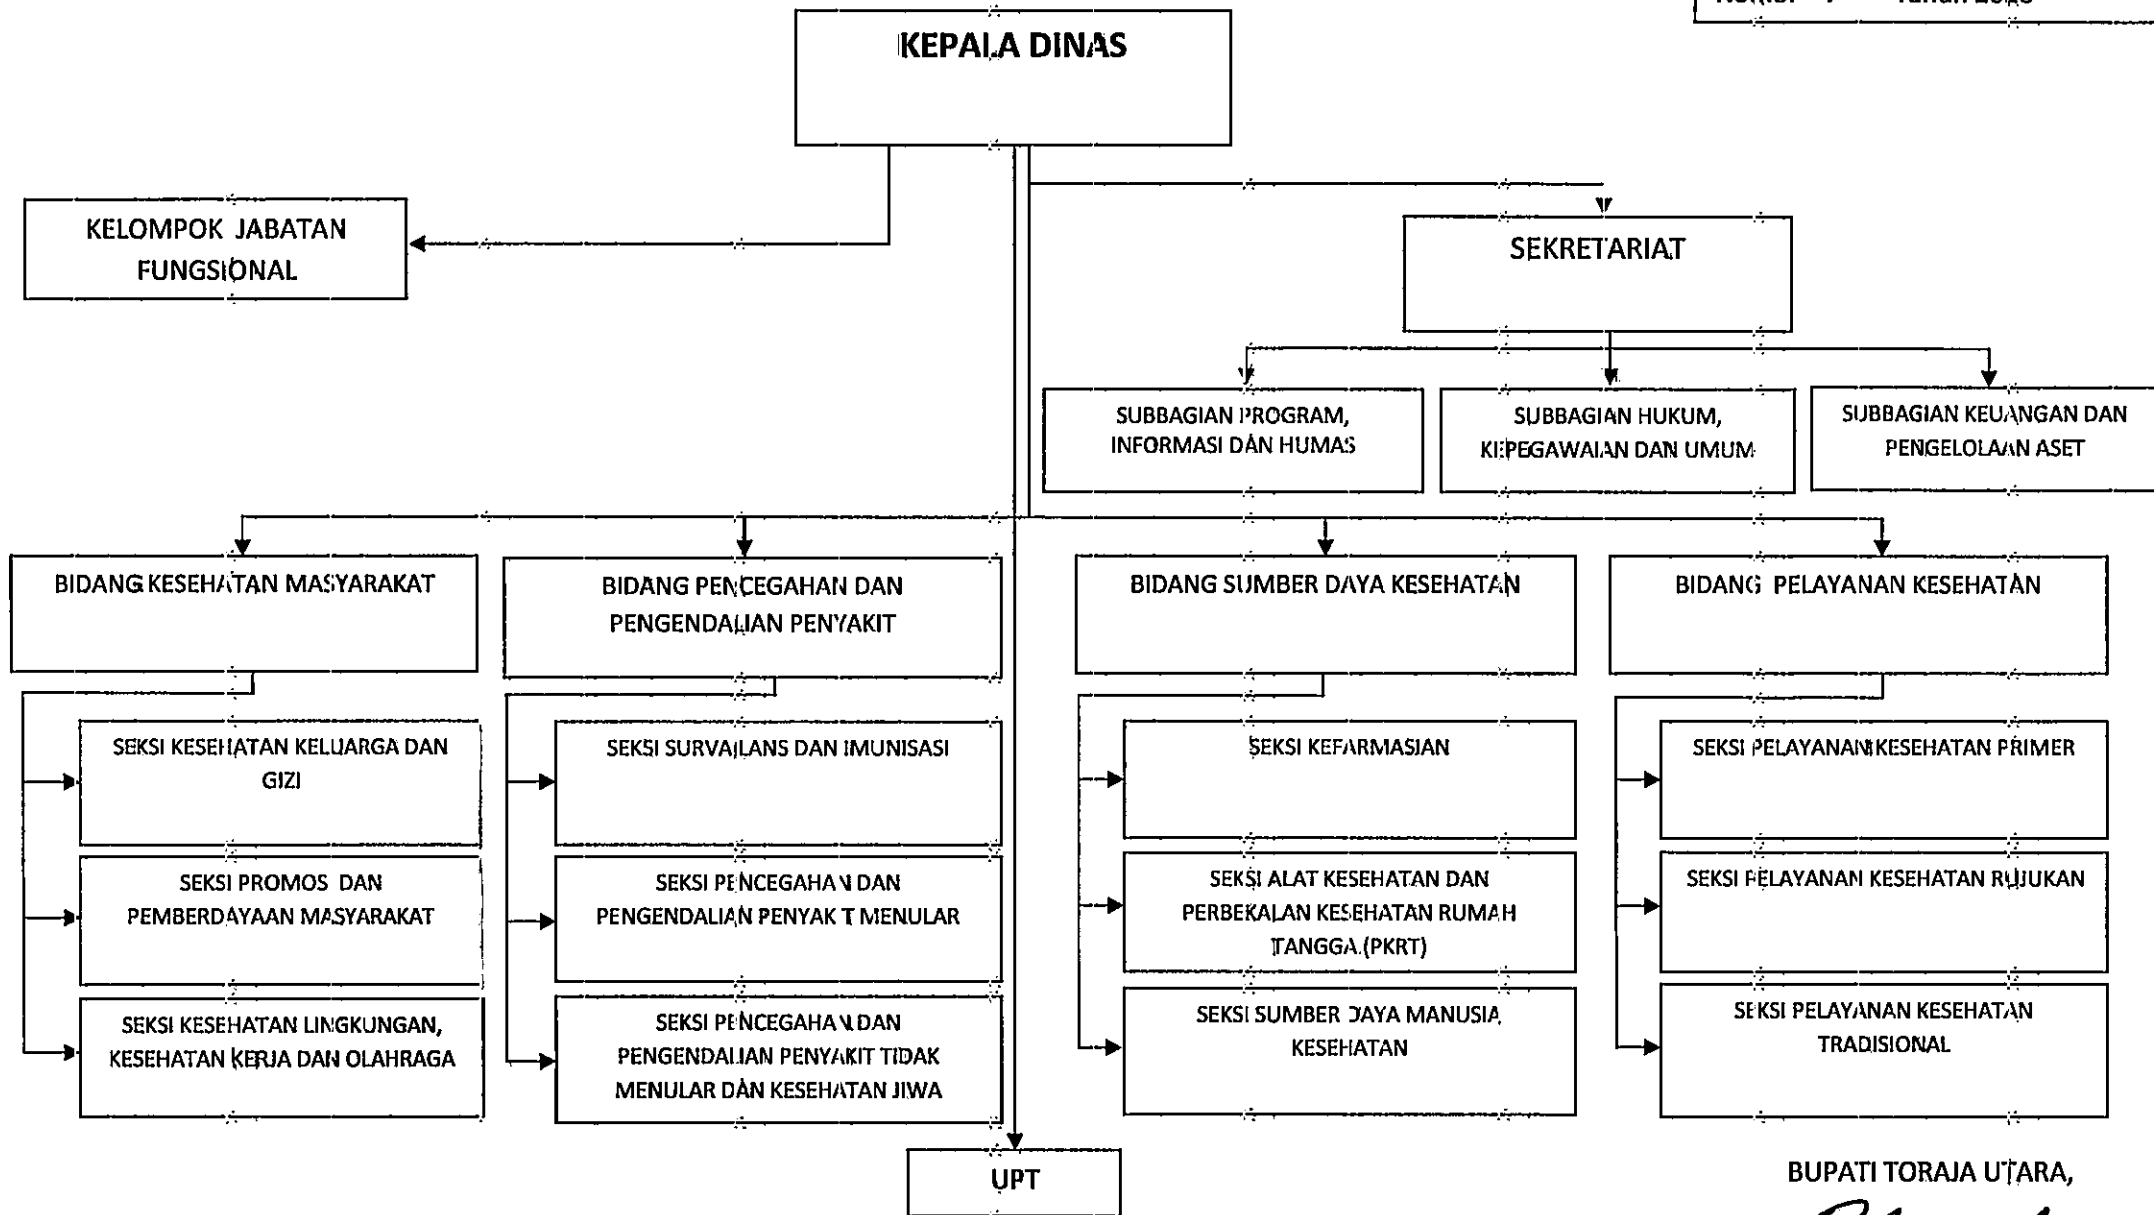 KEPALA DINAS
KELOMPOK JABATAN
FUNGSIONAL
SEKRETARIAT
SUBBAGIAN PROGRAM,
INFORMASI DAN HUMAS
SUBBAGIAN HUKUM,
KEPEGAWAIAN DAN UMUM
SUBBAGIAN KEUANGAN DAN
PENGELOLAAN ASET
BIDANG KESEHATAN MASYARAKAT
BIDANG PENCEGAHAN DAN
PENGENDALIAN PENYAKIT
BIDANG SUMBER DAYA KESEHATAN
BIDANG PELAYANAN KESEHATAN
SEKSI KESEHATAN KELUARGA DAN
GIZI
SEKSI PROMOS DAN
PEMBERDAYAAN MASYARAKAT
SEKSI KESEHATAN LINGKUNGAN,
KESEHATAN KERJA DAN OLAHRAGA
SEKSI SURVAILANS DAN IMUNISASI
SEKSI PENCEGAHAN DAN
PENGENDALIAN PENYAKIT MENULAR
SEKSI PENCEGAHAN DAN
PENGENDALIAN PENYAKIT TIDAK
MENULAR DAN KESEHATAN JIWA
SEKSI KEFARMASIAN
SEKSI ALAT KESEHATAN DAN
PERBEKALAN KESEHATAN RUMAH
TANGGA (PKRT)
SEKSI SUMBER DAYA MANUSIA
KESEHATAN
SEKSI PELAYANAN KESEHATAN PRIMER
SEKSI PELAYANAN KESEHATAN RUJUKAN
SEKSI PELAYANAN KESEHATAN
TRADISIONAL
UPT
BUPATI TORAJA UTARA,